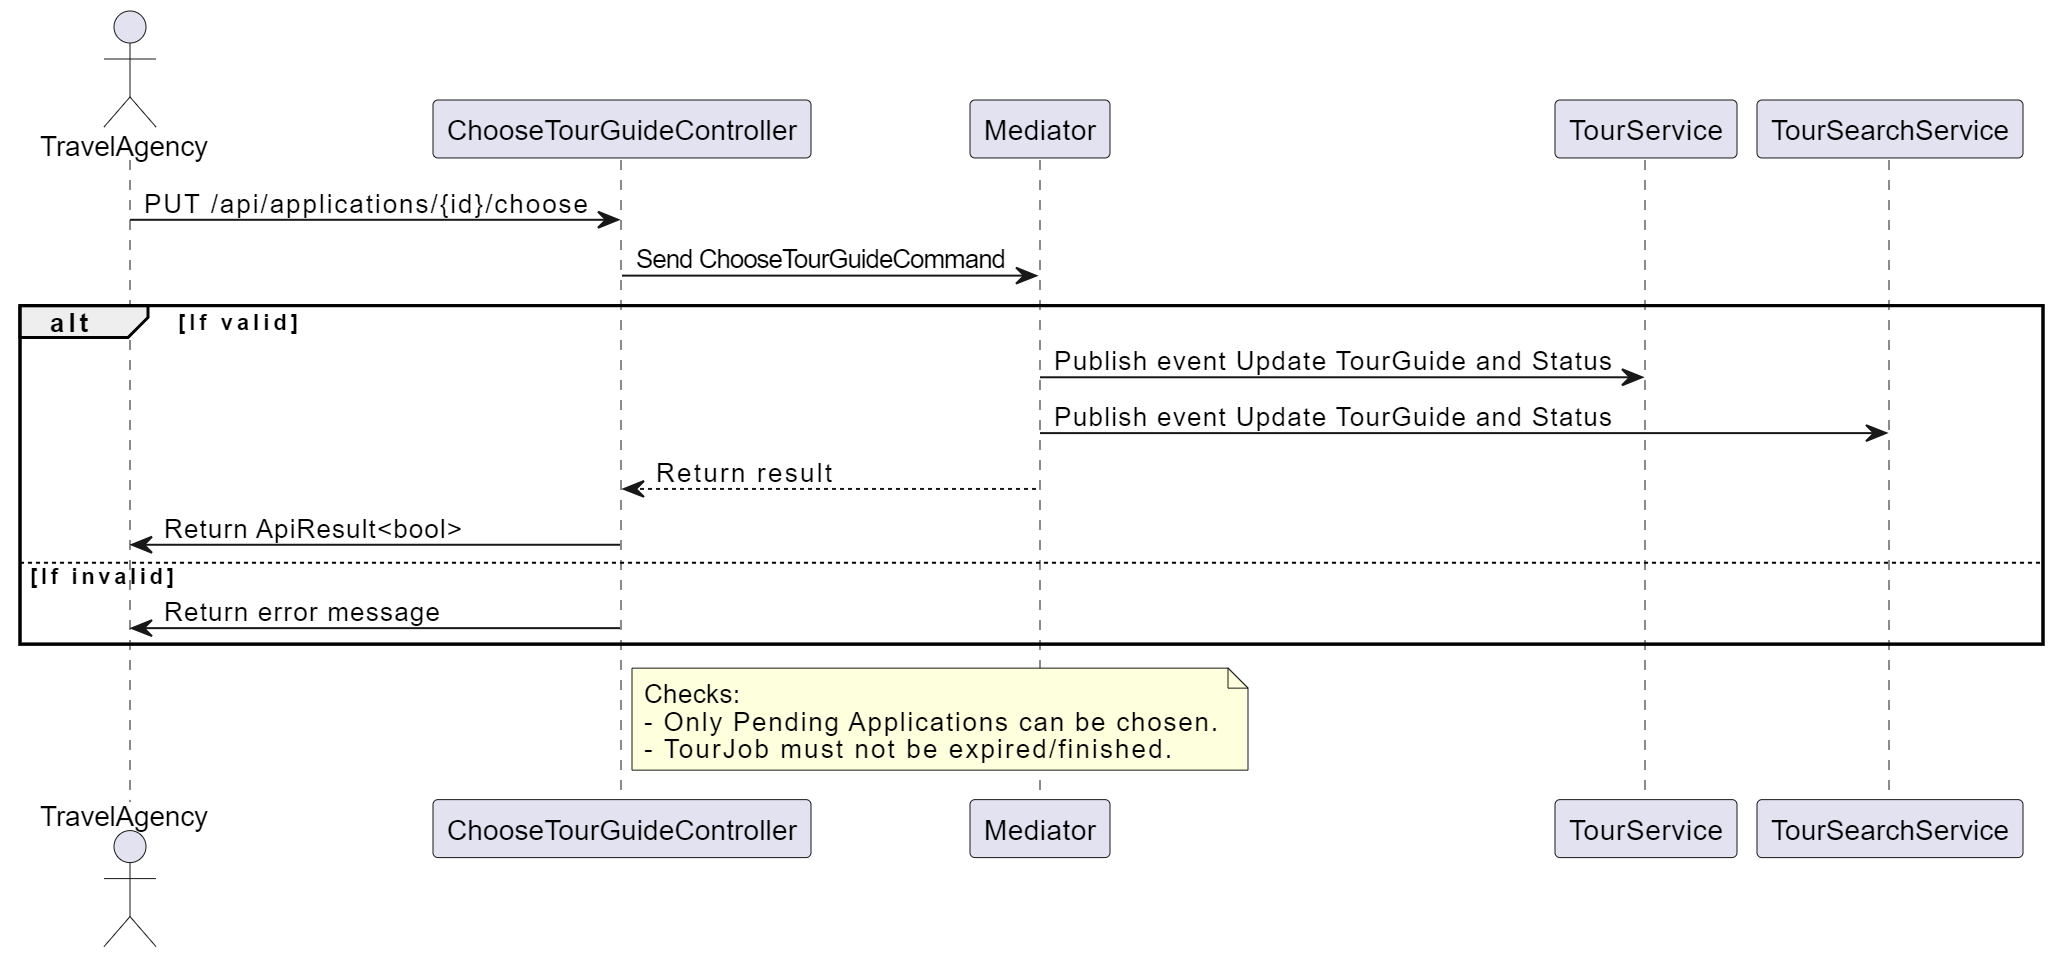 TravelAgency
ChooseTourGuideController
Mediator
TourService
TourSearchService
PUT /api/applications/{id}/choose
Send ChooseTourGuideCommand
alt
[If valid]
Publish event Update TourGuide and Status
Publish event Update TourGuide and Status
Return result
Return ApiResult<bool>
[If invalid]
Return error message
Checks:
- Only Pending Applications can be chosen.
- TourJob must not be expired/finished.
TravelAgency
ChooseTourGuideController
Mediator
TourService
TourSearchService